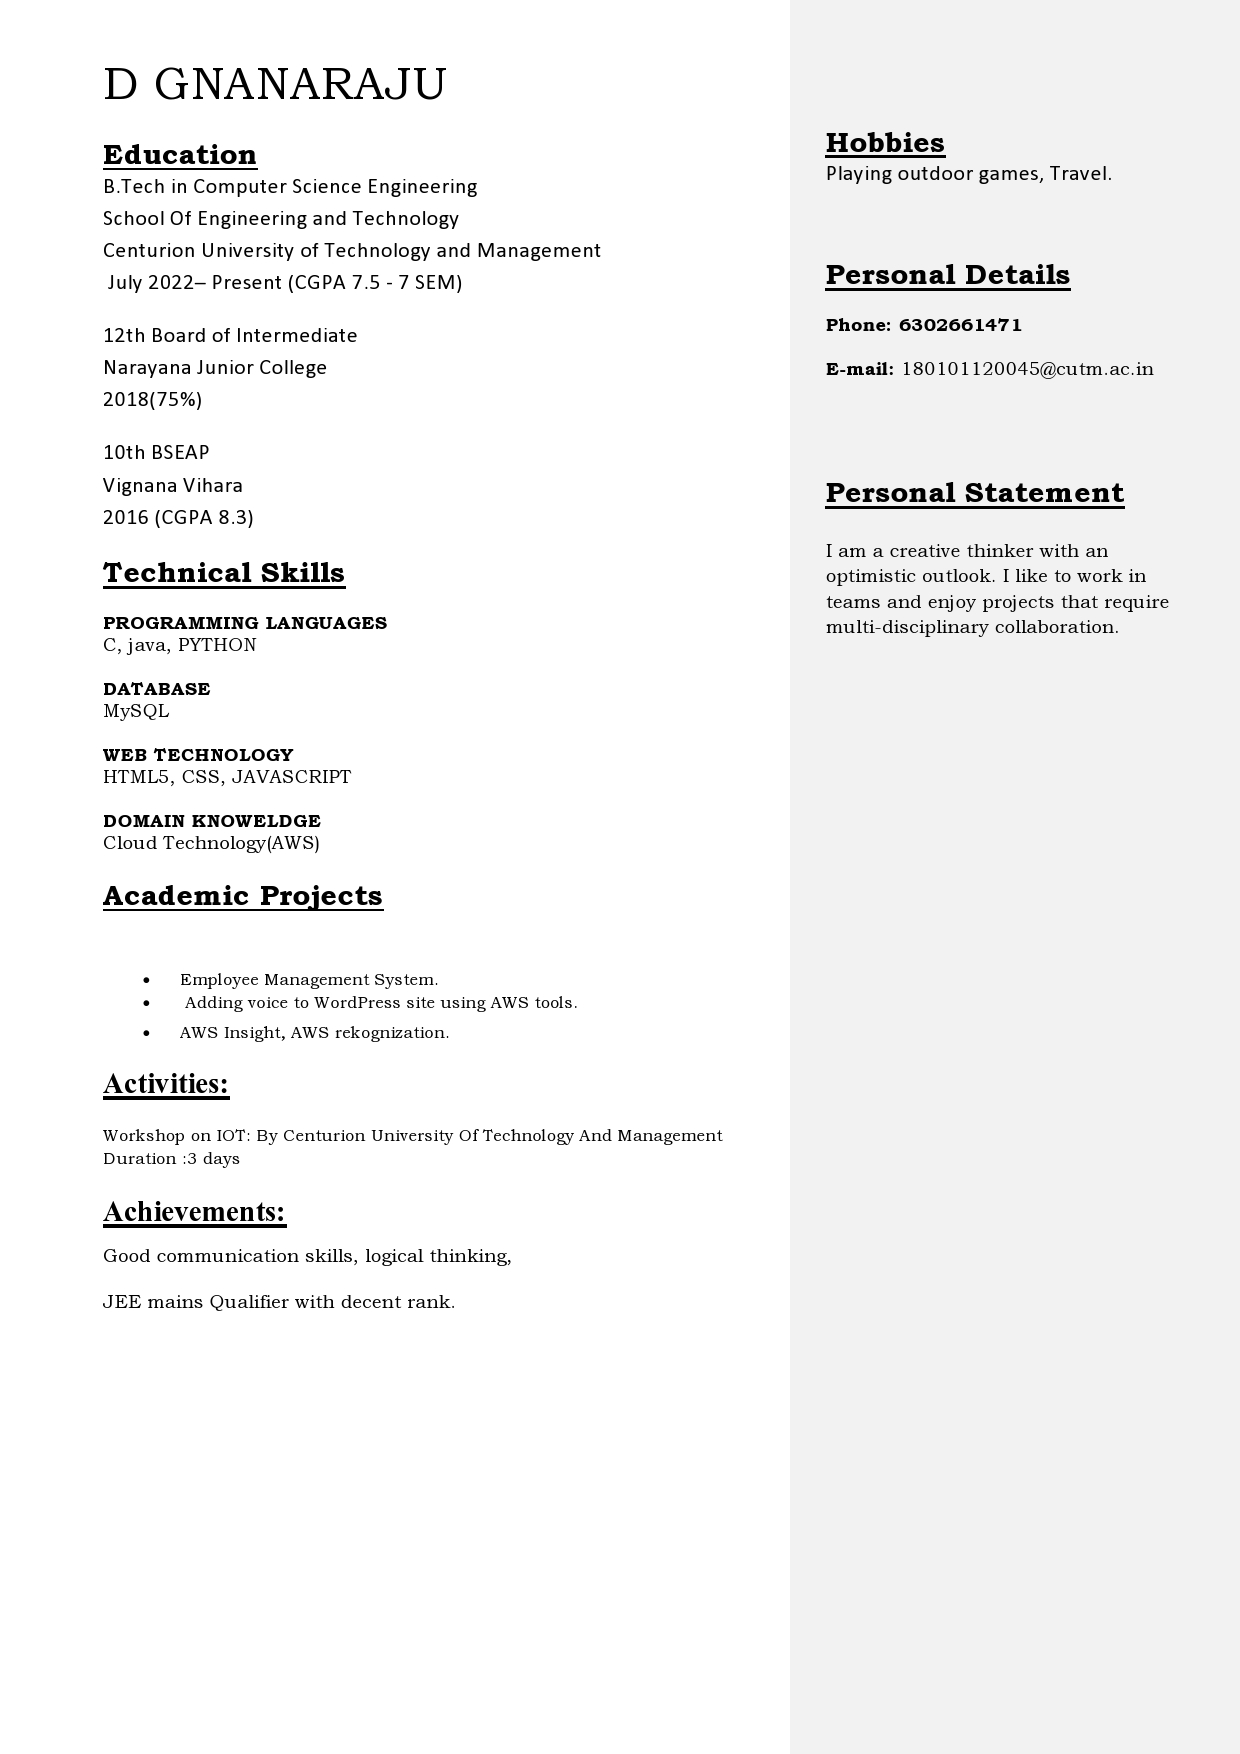 D GNANARAJU
Education
B.Tech in Computer Science Engineering
School Of Engineering and Technology
Centurion University of Technology and Management
July 2022– Present (CGPA 7.5 - 7 SEM)
12th Board of Intermediate
Narayana Junior College
2018(75%)
10th BSEAP
Vignana Vihara
2016 (CGPA 8.3)
Technical Skills
PROGRAMMING LANGUAGES
C, java, PYTHON
DATABASE
MySQL
WEB TECHNOLOGY
HTML5, CSS, JAVASCRIPT
DOMAIN KNOWELDGE
Cloud Technology(AWS)
Academic Projects
• Employee Management System.
• Adding voice to WordPress site using AWS tools.
• AWS Insight, AWS rekognization.
Activities:
Workshop on IOT: By Centurion University Of Technology And Management
Duration :3 days
Achievements:
Good communication skills, logical thinking,
JEE mains Qualifier with decent rank.
Hobbies
Playing outdoor games, Travel.
Personal Details
Phone: 6302661471
E-mail: 180101120045@cutm.ac.in
Personal Statement
I am a creative thinker with an
optimistic outlook. I like to work in
teams and enjoy projects that require
multi-disciplinary collaboration.